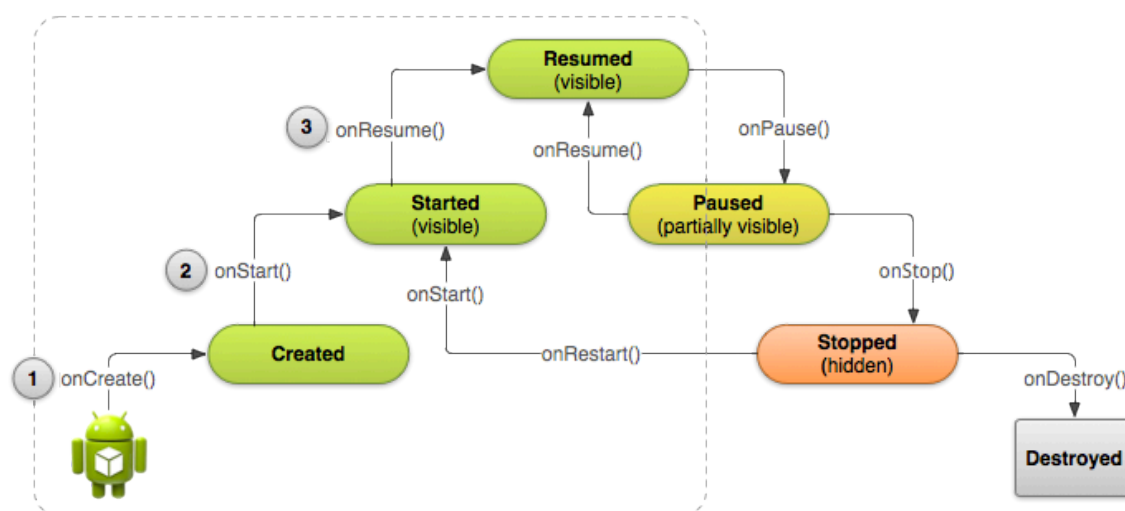 Resumed
(visible)
3
onResume()
onPause()
onResume()
Started
(visible)
Paused
(partially visible)
2
onStart()
onStart()
onStop()
Created
onRestart()
Stopped
(hidden)
1
onCreate()
onDestroy()
Destroyed